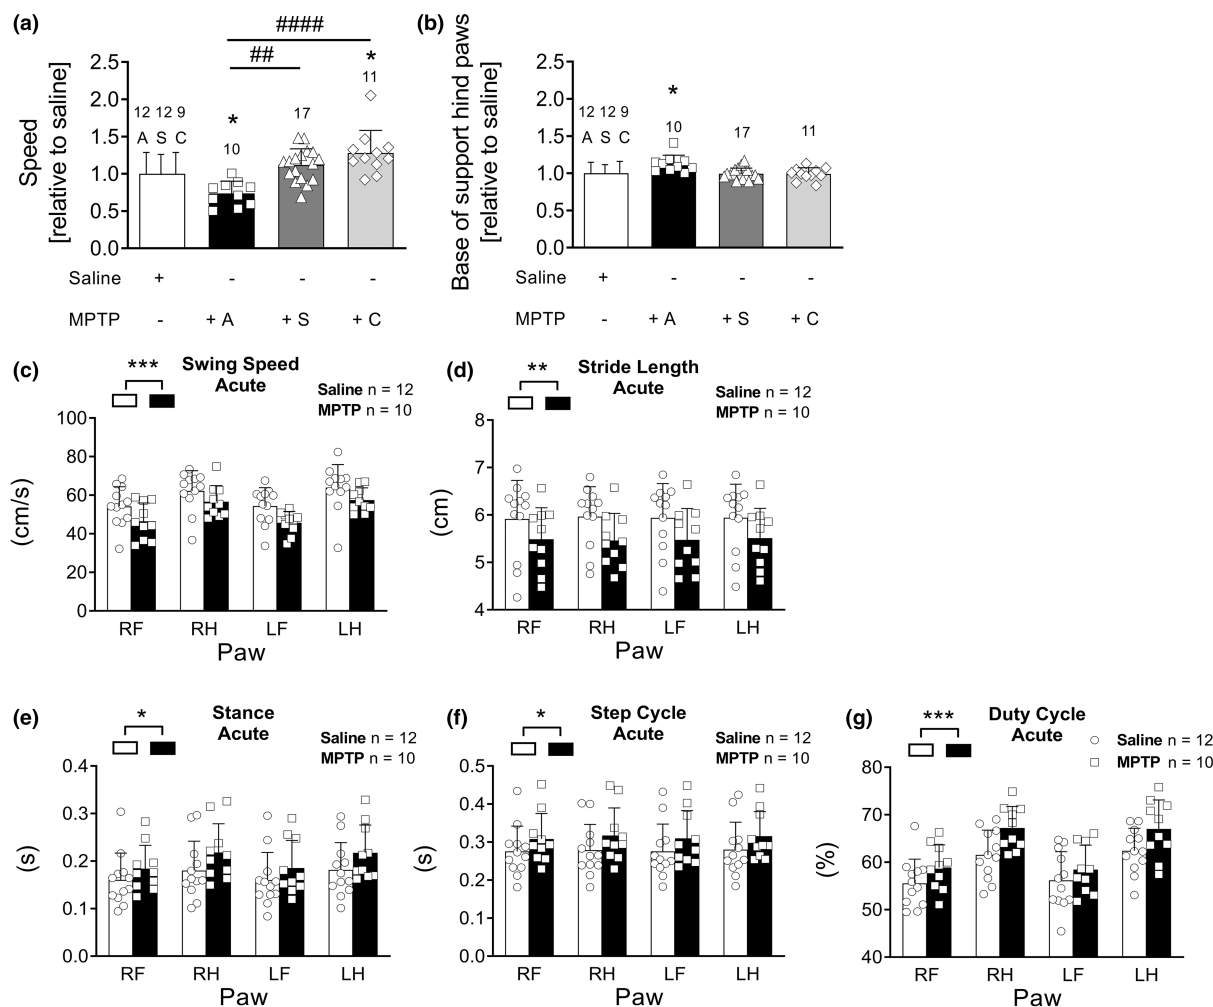 (a)
####
##
*
*
11
17
10
12 12 9
A S C
Speed
[relative to saline]
2.5
2.0
1.5
1.0
0.5
0.0
Saline + - - -
MPTP - + A + S + C
(b)
*
12 12 9
A S C
10
17
11
Base of support hind paws
[relative to saline]
2.5
2.0
1.5
1.0
0.5
0.0
Saline + - - -
MPTP - + A + S + C
(c)
***
Swing Speed
Acute
Saline n = 12
MPTP n = 10
(cm/s)
100
80
60
40
20
0
RF RH LF LH
Paw
(d)
**
Stride Length
Acute
Saline n = 12
MPTP n = 10
(cm)
8
7
6
5
4
RF RH LF LH
Paw
(e)
*
Stance
Acute
Saline n = 12
MPTP n = 10
(s)
0.4
0.3
0.2
0.1
0.0
RF RH LF LH
Paw
(f)
*
Step Cycle
Acute
Saline n = 12
MPTP n = 10
(s)
0.5
0.4
0.3
0.2
0.1
0.0
RF RH LF LH
Paw
(g)
***
Duty Cycle
Acute
Saline n = 12
MPTP n = 10
(%)
80
70
60
50
40
RF RH LF LH
Paw